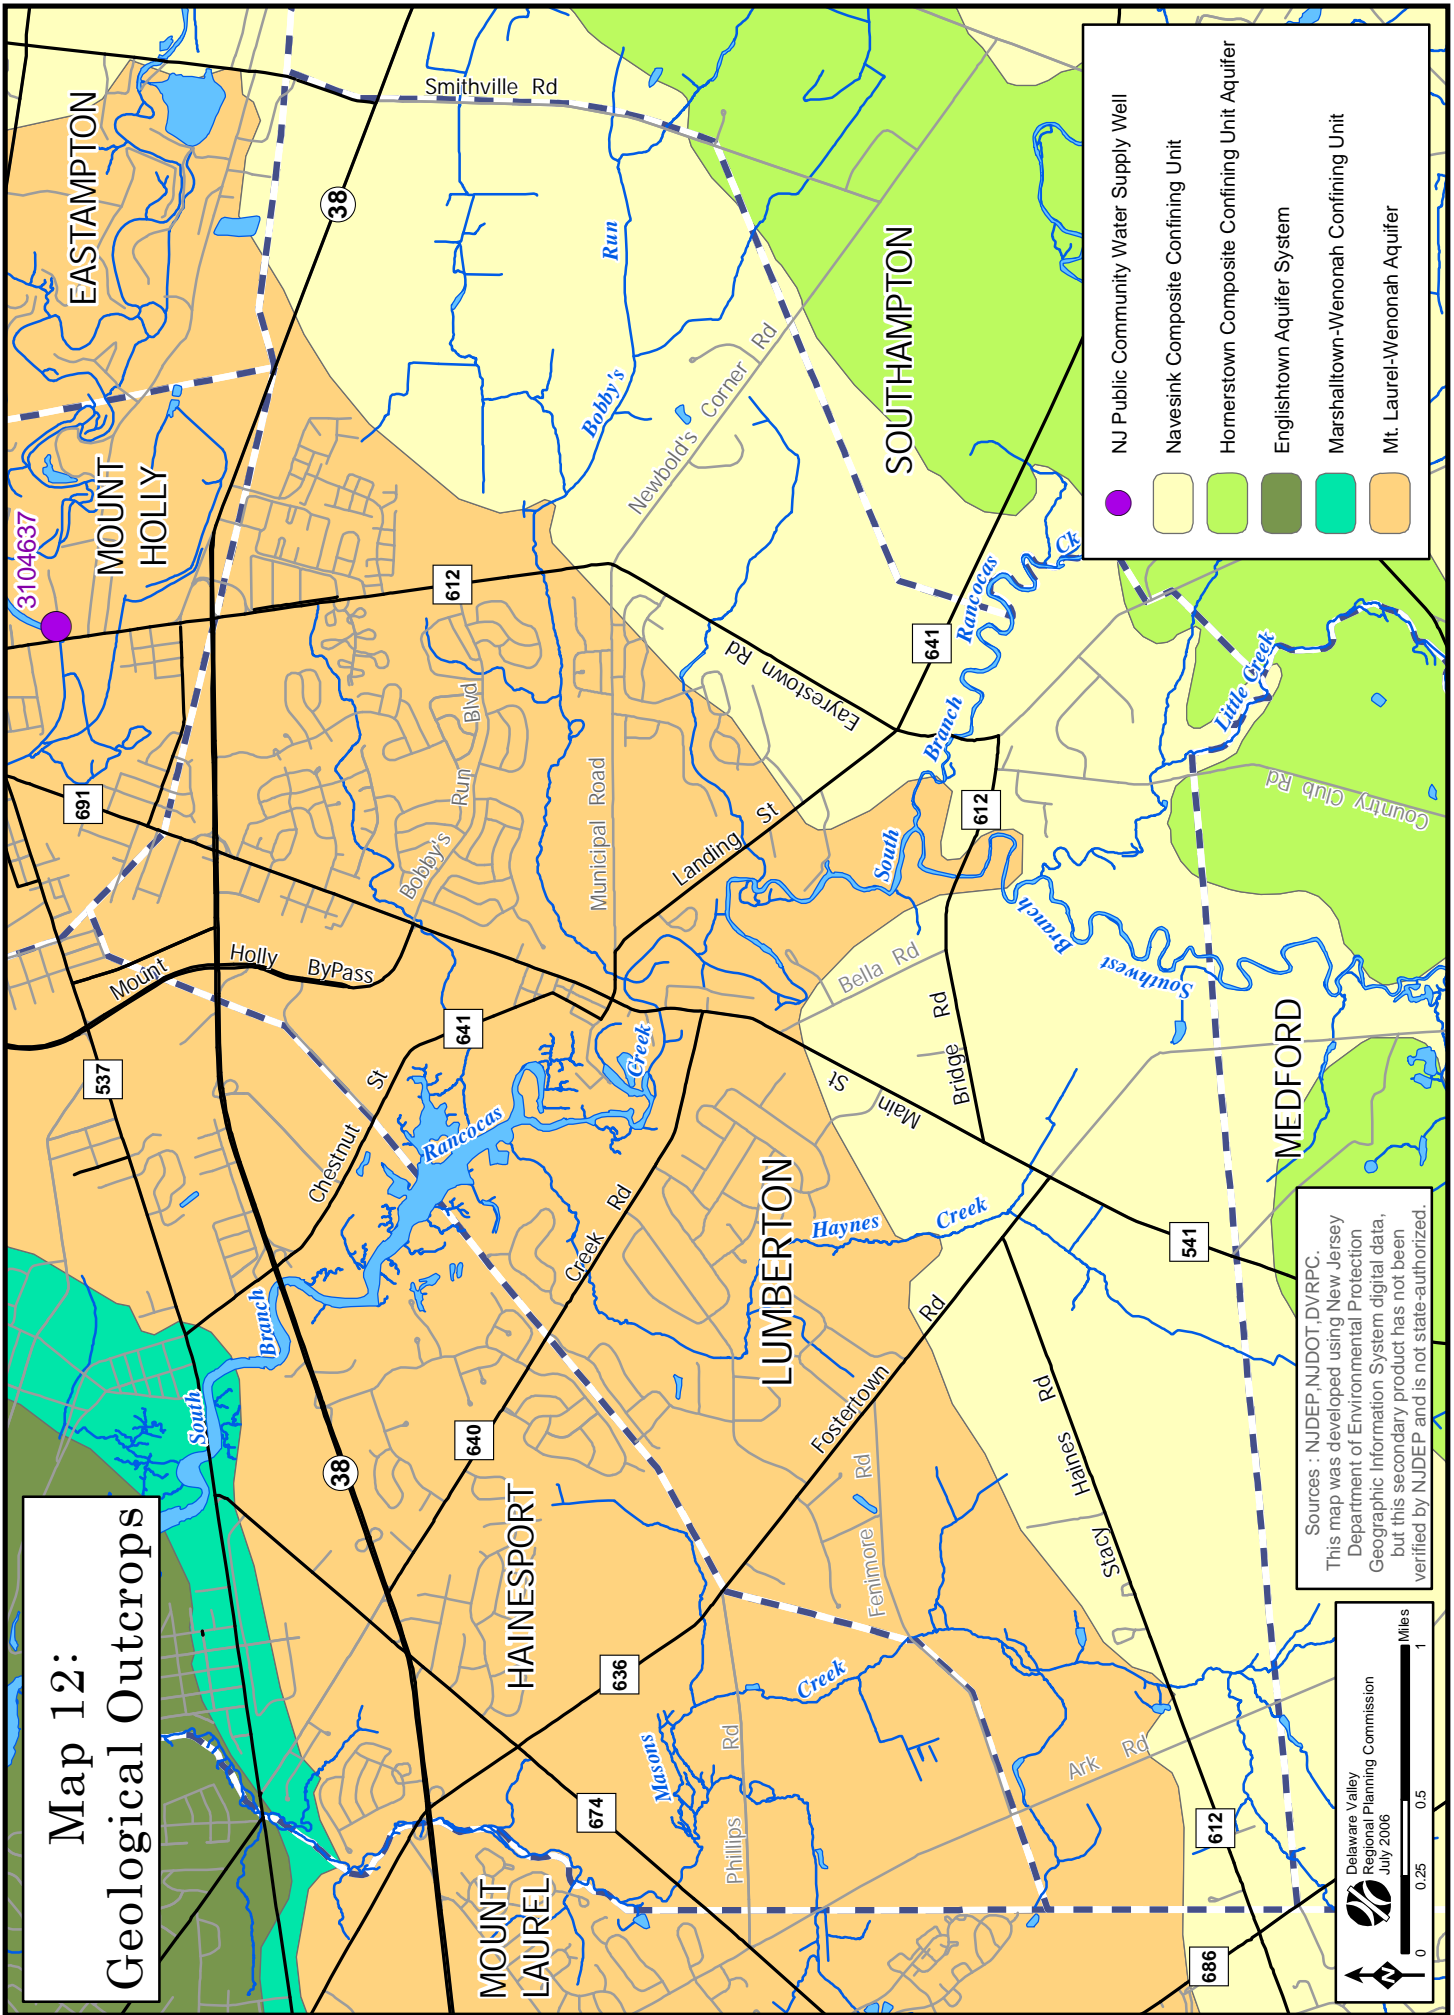 Map 12:
Geological Outcrops
MOUNT
LAUREL
HAINESPORT
LUMBERTON
MEDFORD
SOUTHAMPTON
EASTAMPTON
MOUNT
HOLLY
3104637
38
38
537
691
641
641
612
612
612
640
636
674
686
541
Smithville Rd
Newbold's Corner Rd
Eayrestown Rd
Municipal Road
Bobby's Run Blvd
Landing St
Mount Holly ByPass
Chestnut St
Creek Rd
Main St
Bella Rd
Bridge Rd
Country Club Rd
Fostertown Rd
Fenimore Rd
Stacy Haines Rd
Ark Rd
Phillips Rd
Bobby's Run
South Branch Rancocas Creek
South Branch Rancocas Ck
Southwest Branch
Little Creek
Haynes Creek
Masons Creek
NJ Public Community Water Supply Well
Navesink Composite Confining Unit
Hornerstown Composite Confining Unit Aquifer
Englishtown Aquifer System
Marshalltown-Wenonah Confining Unit
Mt. Laurel-Wenonah Aquifer
Sources : NJDEP,NJDOT,DVRPC.
This map was developed using New Jersey
Department of Environmental Protection
Geographic Information System digital data,
but this secondary product has not been
verified by NJDEP and is not state-authorized.
Delaware Valley
Regional Planning Commission
July 2006
N
0 0.25 0.5 1
Miles